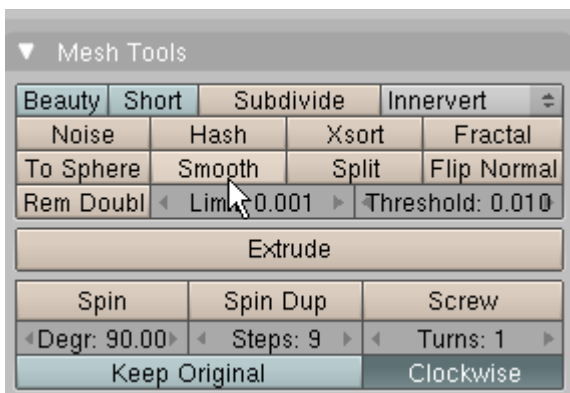 Mesh Tools
Beauty Short Subdivide Innervert
Noise Hash Xsort Fractal
To Sphere Smooth Split Flip Normal
Rem Doubl Limit: 0.001 Threshold: 0.010
Extrude
Spin Spin Dup Screw
Degr: 90.00 Steps: 9 Turns: 1
Keep Original Clockwise